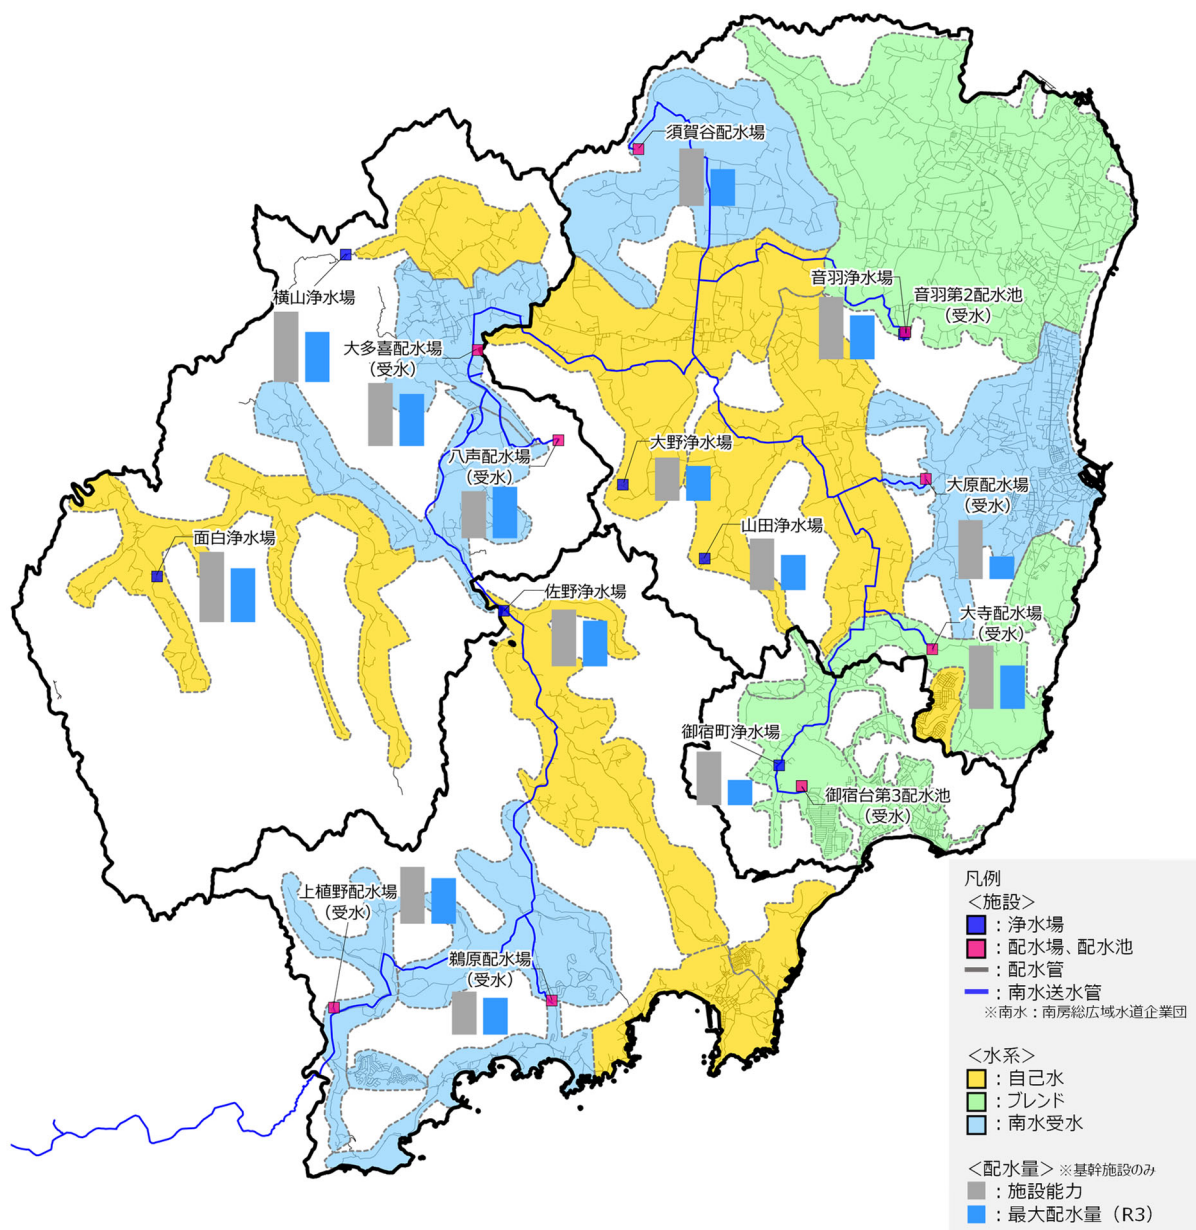 須賀谷配水場
横山浄水場
音羽浄水場
音羽第2配水池
（受水）
大多喜配水場
（受水）
八声配水場
（受水）
大野浄水場
大原配水場
（受水）
山田浄水場
面白浄水場
佐野浄水場
大寺配水場
（受水）
御宿町浄水場
御宿台第3配水池
（受水）
上植野配水場
（受水）
鵜原配水場
（受水）
凡例
＜施設＞
：浄水場
：配水場、配水池
：配水管
：南水送水管
※南水：南房総広域水道企業団
＜水系＞
：自己水
：ブレンド
：南水受水
＜配水量＞ ※基幹施設のみ
：施設能力
：最大配水量（R3）